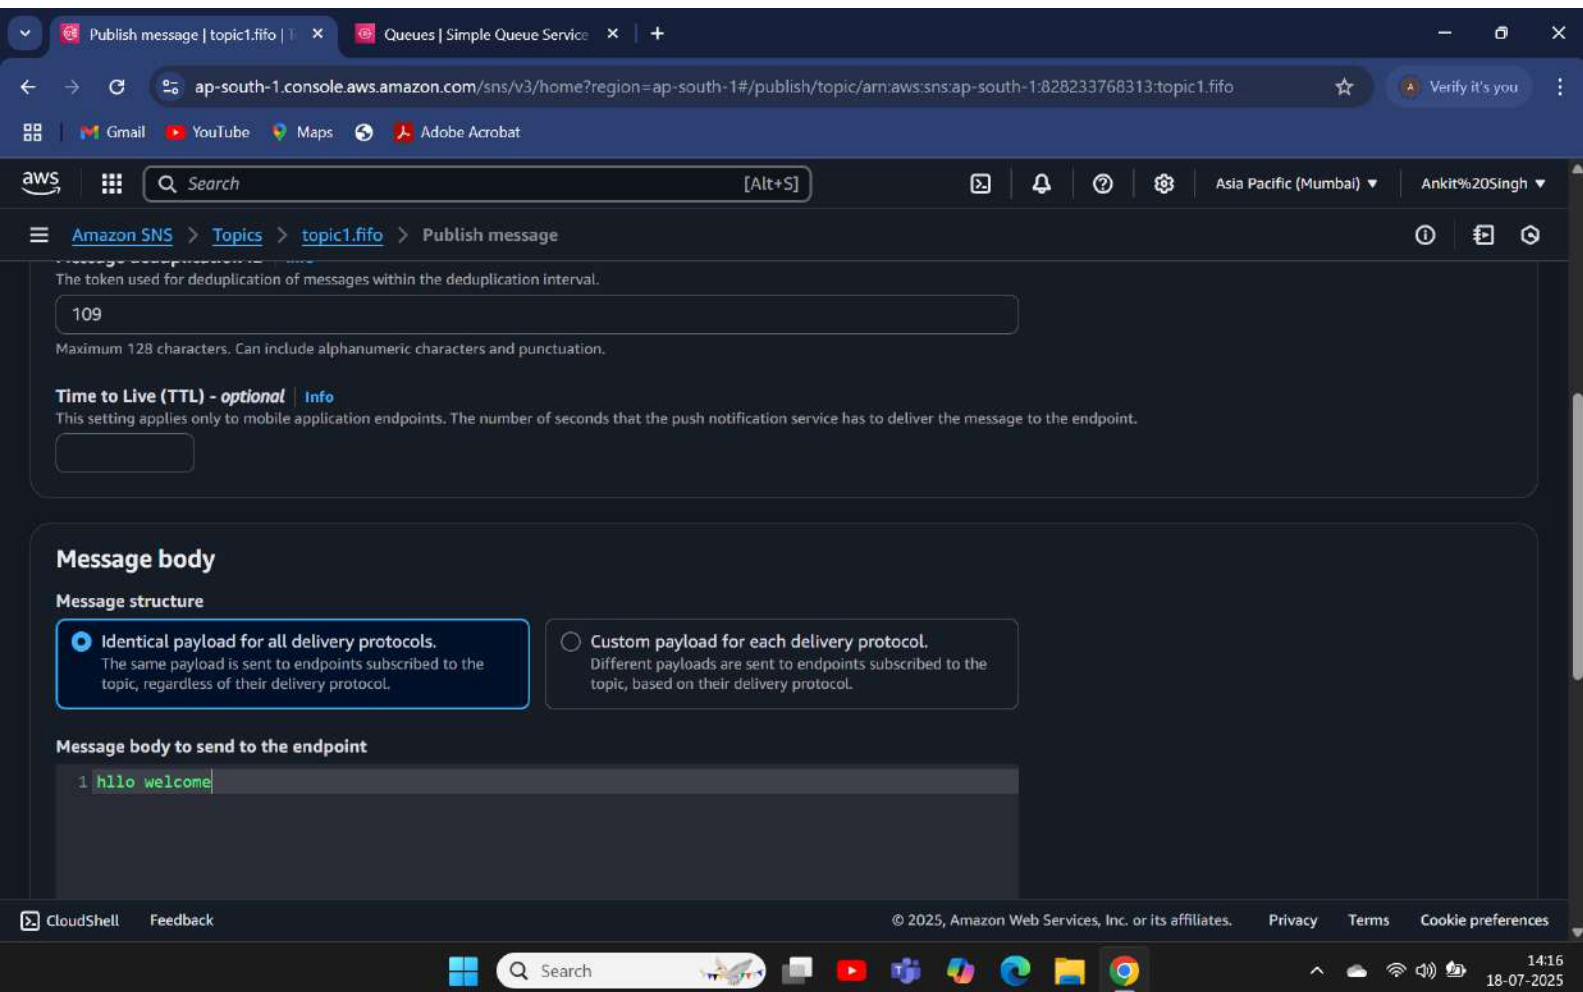 Publish message | topic1.fifo | T
Queues | Simple Queue Service
ap-south-1.console.aws.amazon.com/sns/v3/home?region=ap-south-1#/publish/topic/arn:aws:sns:ap-south-1:828233768313:topic1.fifo
A Verify it's you
Gmail YouTube Maps Adobe Acrobat
aws Search [Alt+S] Asia Pacific (Mumbai) ▼ Ankit%20Singh ▼
Amazon SNS > Topics > topic1.fifo > Publish message
The token used for deduplication of messages within the deduplication interval.
109
Maximum 128 characters. Can include alphanumeric characters and punctuation.
Time to Live (TTL) - optional | Info
This setting applies only to mobile application endpoints. The number of seconds that the push notification service has to deliver the message to the endpoint.
Message body
Message structure
Identical payload for all delivery protocols.
The same payload is sent to endpoints subscribed to the
topic, regardless of their delivery protocol.
Custom payload for each delivery protocol.
Different payloads are sent to endpoints subscribed to the
topic, based on their delivery protocol.
Message body to send to the endpoint
1 hllo welcome
CloudShell Feedback © 2025, Amazon Web Services, Inc. or its affiliates. Privacy Terms Cookie preferences
Search
14:16
18-07-2025